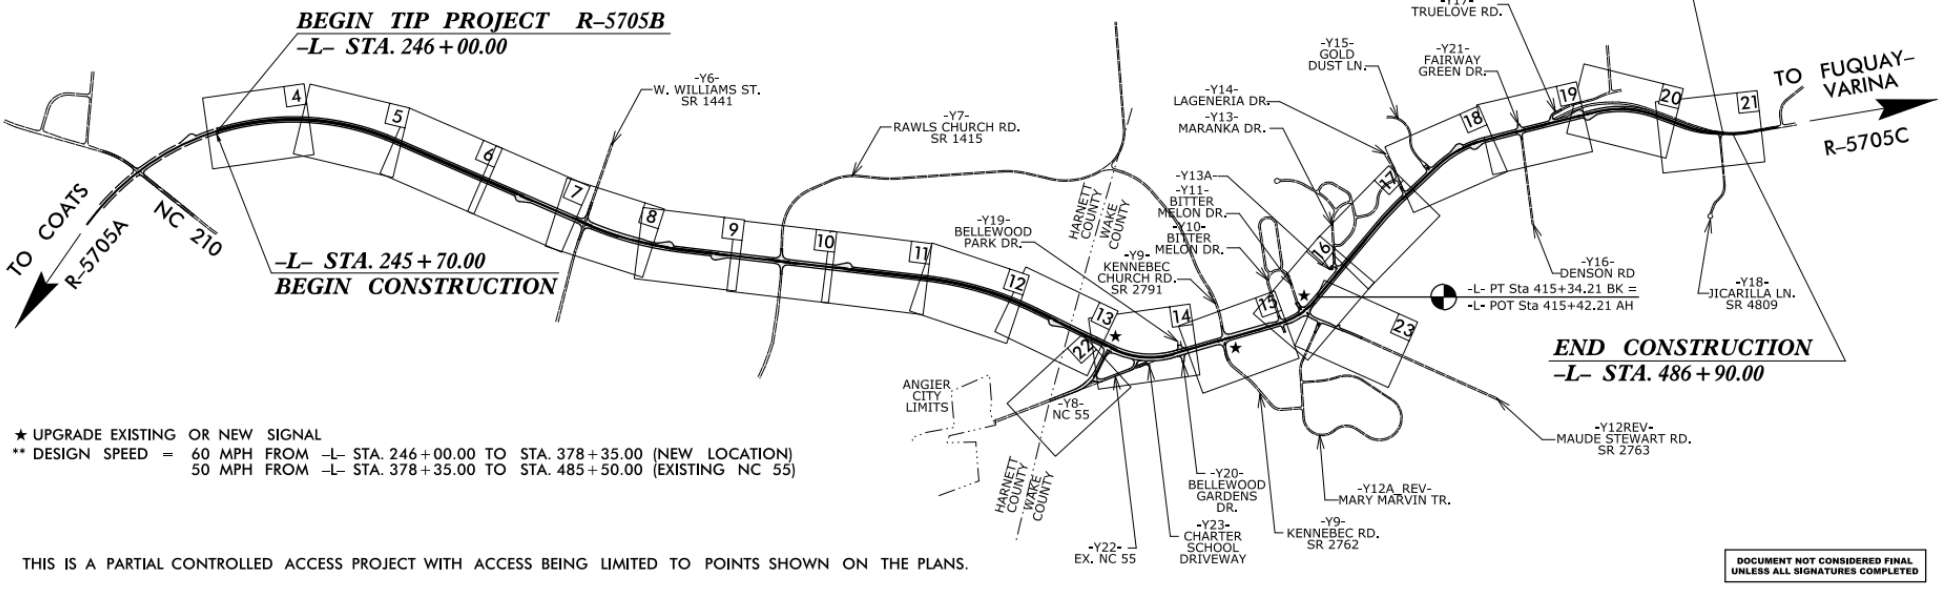 BEGIN TIP PROJECT R–5705B
–L– STA. 246+00.00
TO COATS
R–5705A
NC 210
–L– STA. 245+70.00
BEGIN CONSTRUCTION
4
5
6
7
8
9
10
11
12
13
14
15
16
17
18
19
20
21
22
23
-Y6-
W. WILLIAMS ST.
SR 1441
-Y7-
RAWLS CHURCH RD.
SR 1415
HARNETT
COUNTY
WAKE
COUNTY
-Y19-
BELLEWOOD
PARK DR.
-Y9-
KENNEBEC
CHURCH RD.
SR 2791
-Y13A-
-Y11-
BITTER
MELON DR.
-Y10-
BITTER
MELON DR.
-Y14-
LAGENERIA DR.
-Y13-
MARANKA DR.
-Y15-
GOLD
DUST LN.
-Y17-
TRUELOVE RD.
-Y21-
FAIRWAY
GREEN DR.
TO FUQUAY–
VARINA
R–5705C
-Y16-
DENSON RD
-L- PT Sta 415+34.21 BK =
-L- POT Sta 415+42.21 AH
-Y18-
JICARILLA LN.
SR 4809
END CONSTRUCTION
–L– STA. 486+90.00
ANGIER
CITY
LIMITS
-Y8-
NC 55
HARNETT
COUNTY
WAKE
COUNTY
-Y22-
EX. NC 55
-Y20-
BELLEWOOD
GARDENS
DR.
-Y23-
CHARTER
SCHOOL
DRIVEWAY
-Y9-
KENNEBEC RD.
SR 2762
-Y12A_REV-
MARY MARVIN TR.
-Y12REV-
MAUDE STEWART RD.
SR 2763
★ UPGRADE EXISTING OR NEW SIGNAL
** DESIGN SPEED = 60 MPH FROM –L– STA. 246+00.00 TO STA. 378+35.00 (NEW LOCATION)
50 MPH FROM –L– STA. 378+35.00 TO STA. 485+50.00 (EXISTING NC 55)
THIS IS A PARTIAL CONTROLLED ACCESS PROJECT WITH ACCESS BEING LIMITED TO POINTS SHOWN ON THE PLANS.
DOCUMENT NOT CONSIDERED FINAL
UNLESS ALL SIGNATURES COMPLETED